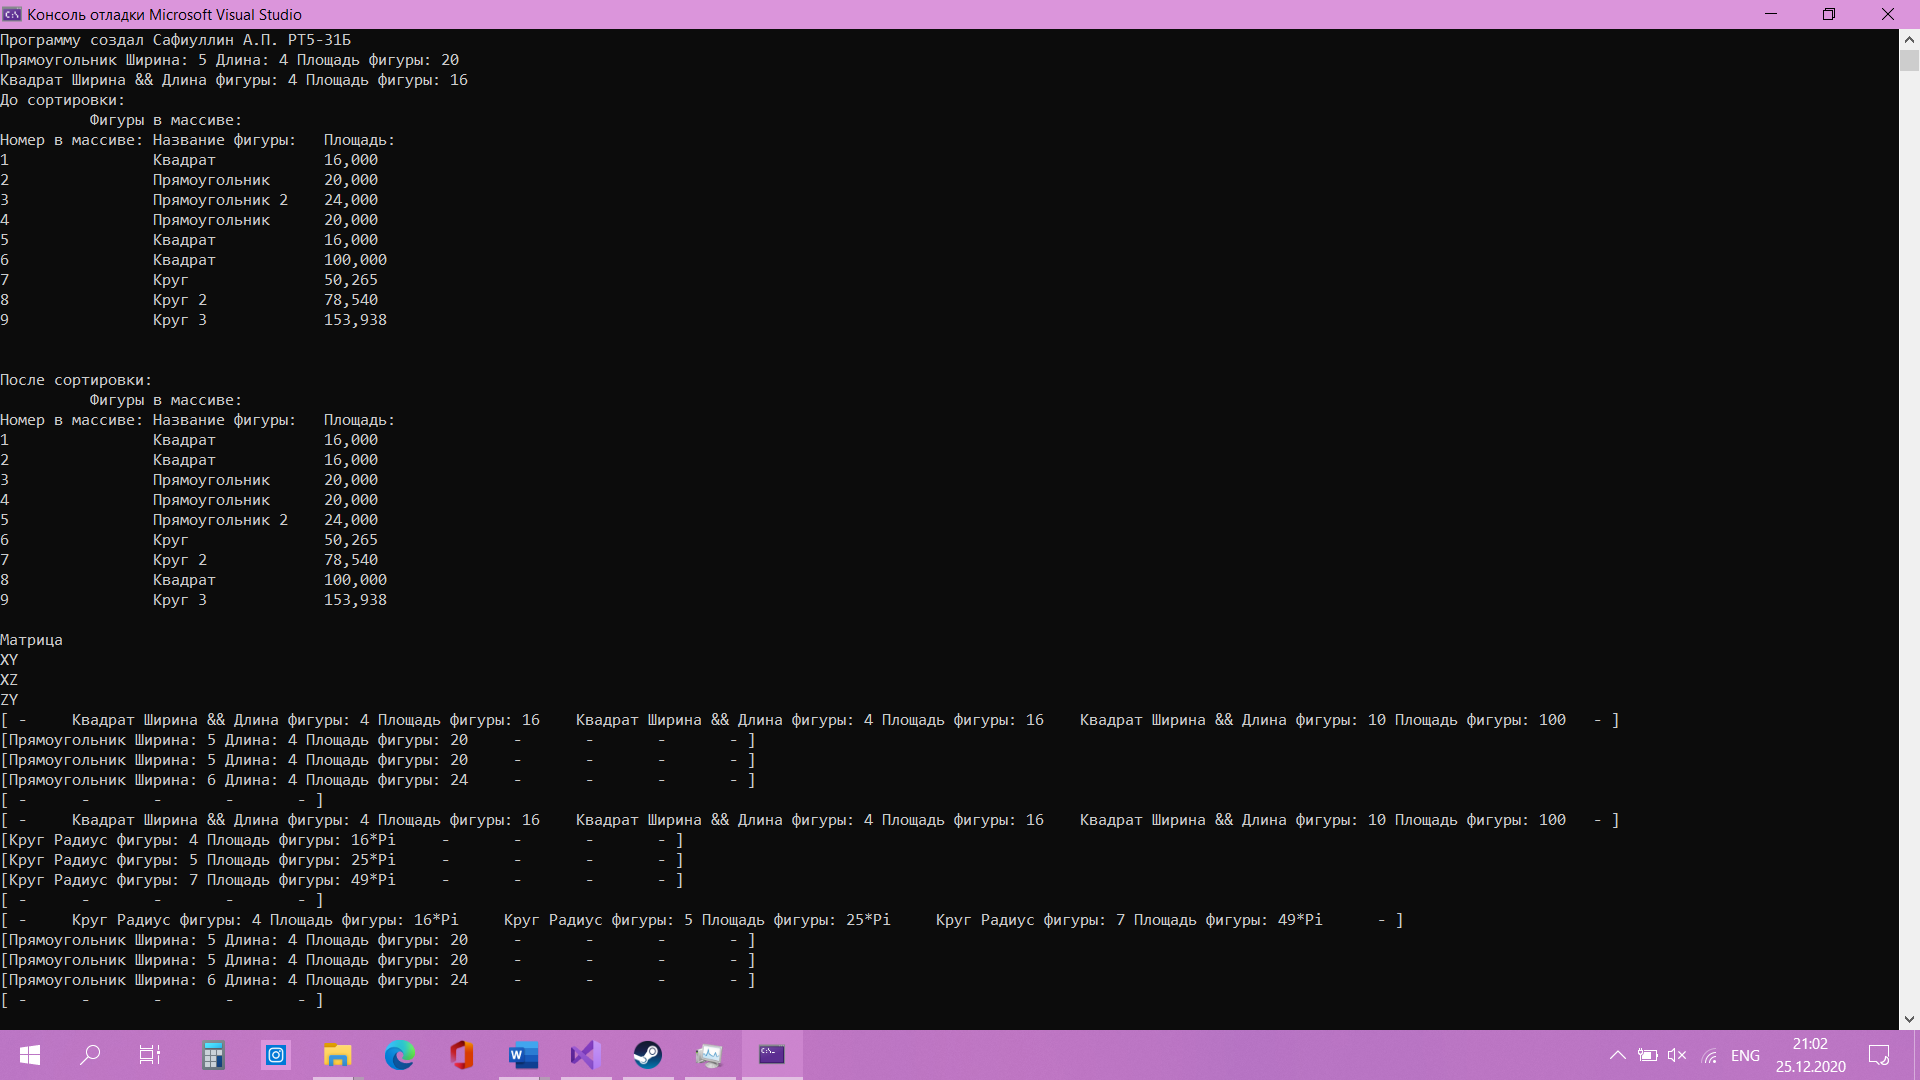 Консоль отладки Microsoft Visual Studio
Программу создал Сафиуллин А.П. РТ5-31Б
Прямоугольник Ширина: 5 Длина: 4 Площадь фигуры: 20
Квадрат Ширина && Длина фигуры: 4 Площадь фигуры: 16
До сортировки:
Фигуры в массиве:
Номер в массиве: Название фигуры: Площадь:
1 Квадрат 16,000
2 Прямоугольник 20,000
3 Прямоугольник 2 24,000
4 Прямоугольник 20,000
5 Квадрат 16,000
6 Квадрат 100,000
7 Круг 50,265
8 Круг 2 78,540
9 Круг 3 153,938
После сортировки:
Фигуры в массиве:
Номер в массиве: Название фигуры: Площадь:
1 Квадрат 16,000
2 Квадрат 16,000
3 Прямоугольник 20,000
4 Прямоугольник 20,000
5 Прямоугольник 2 24,000
6 Круг 50,265
7 Круг 2 78,540
8 Квадрат 100,000
9 Круг 3 153,938
Матрица
XY
XZ
ZY
[ - Квадрат Ширина && Длина фигуры: 4 Площадь фигуры: 16 Квадрат Ширина && Длина фигуры: 4 Площадь фигуры: 16 Квадрат Ширина && Длина фигуры: 10 Площадь фигуры: 100 - ]
[Прямоугольник Ширина: 5 Длина: 4 Площадь фигуры: 20 - - - - ]
[Прямоугольник Ширина: 5 Длина: 4 Площадь фигуры: 20 - - - - ]
[Прямоугольник Ширина: 6 Длина: 4 Площадь фигуры: 24 - - - - ]
[ - - - - - ]
[ - Квадрат Ширина && Длина фигуры: 4 Площадь фигуры: 16 Квадрат Ширина && Длина фигуры: 4 Площадь фигуры: 16 Квадрат Ширина && Длина фигуры: 10 Площадь фигуры: 100 - ]
[Круг Радиус фигуры: 4 Площадь фигуры: 16*Pi - - - - ]
[Круг Радиус фигуры: 5 Площадь фигуры: 25*Pi - - - - ]
[Круг Радиус фигуры: 7 Площадь фигуры: 49*Pi - - - - ]
[ - - - - - ]
[ - Круг Радиус фигуры: 4 Площадь фигуры: 16*Pi Круг Радиус фигуры: 5 Площадь фигуры: 25*Pi Круг Радиус фигуры: 7 Площадь фигуры: 49*Pi - ]
[Прямоугольник Ширина: 5 Длина: 4 Площадь фигуры: 20 - - - - ]
[Прямоугольник Ширина: 5 Длина: 4 Площадь фигуры: 20 - - - - ]
[Прямоугольник Ширина: 6 Длина: 4 Площадь фигуры: 24 - - - - ]
[ - - - - - ]
ENG
21:02
25.12.2020